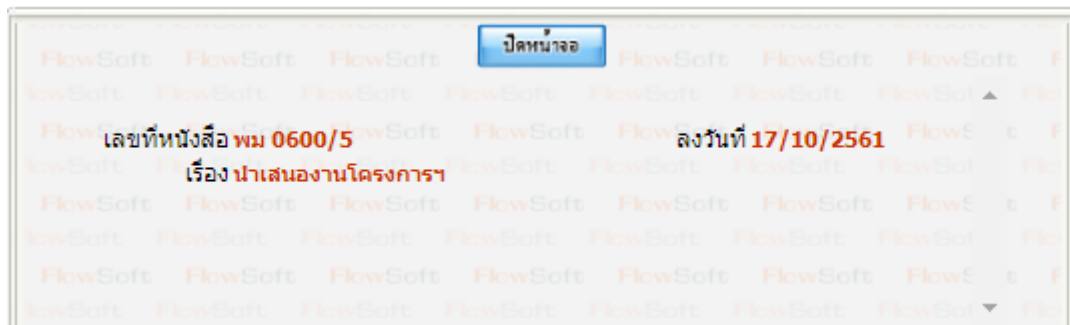 ปิดหน้าจอ
เลขที่หนังสือ พม 0600/5 ลงวันที่ 17/10/2561
เรื่อง นำเสนองานโครงการฯ